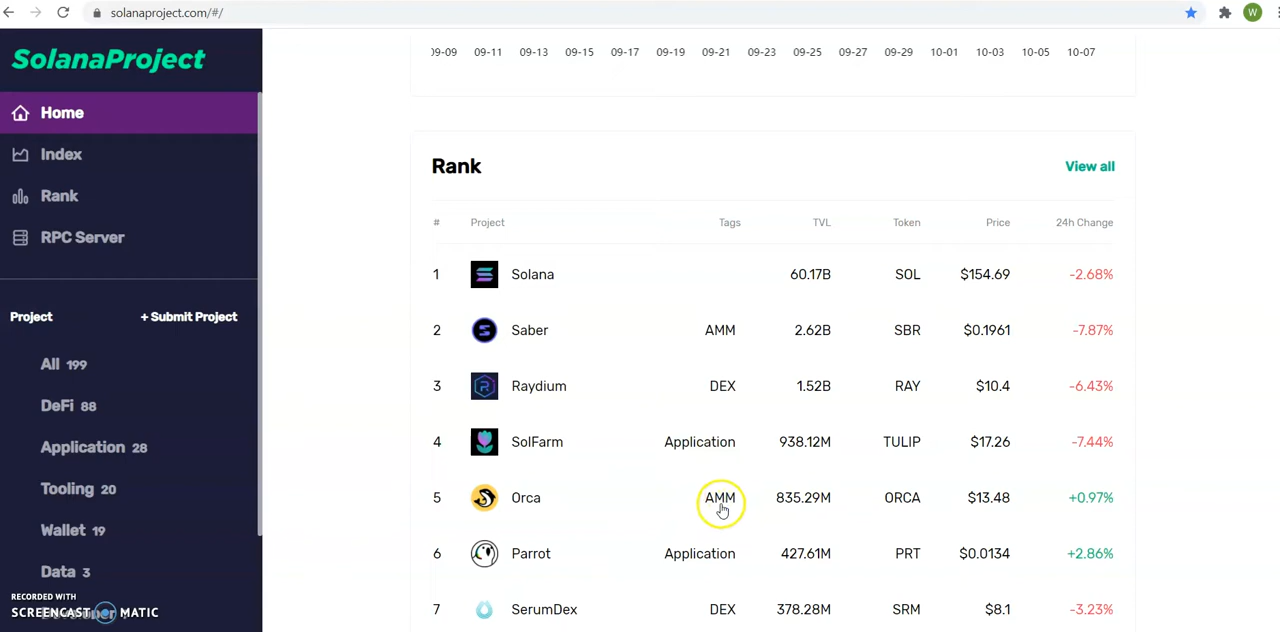 solanaproject.com/#/
W
SolanaProject
Home
Index
Rank
RPC Server
Project + Submit Project
All 199
DeFi 88
Application 28
Tooling 20
Wallet 19
Data 3
RECORDED WITH
SCREENCAST MATIC
09-09 09-11 09-13 09-15 09-17 09-19 09-21 09-23 09-25 09-27 09-29 10-01 10-03 10-05 10-07
Rank View all
# Project Tags TVL Token Price 24h Change
1 Solana 60.17B SOL $154.69 -2.68%
2 Saber AMM 2.62B SBR $0.1961 -7.87%
3 Raydium DEX 1.52B RAY $10.4 -6.43%
4 SolFarm Application 938.12M TULIP $17.26 -7.44%
5 Orca AMM 835.29M ORCA $13.48 +0.97%
6 Parrot Application 427.61M PRT $0.0134 +2.86%
7 SerumDex DEX 378.28M SRM $8.1 -3.23%